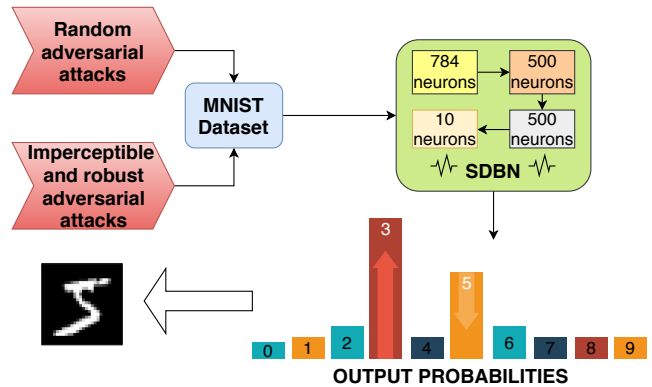 Random
adversarial
attacks
MNIST
Dataset
Imperceptible
and robust
adversarial
attacks
784
neurons
500
neurons
10
neurons
500
neurons
SDBN
3
5
0
1
2
4
6
7
8
9
OUTPUT PROBABILITIES